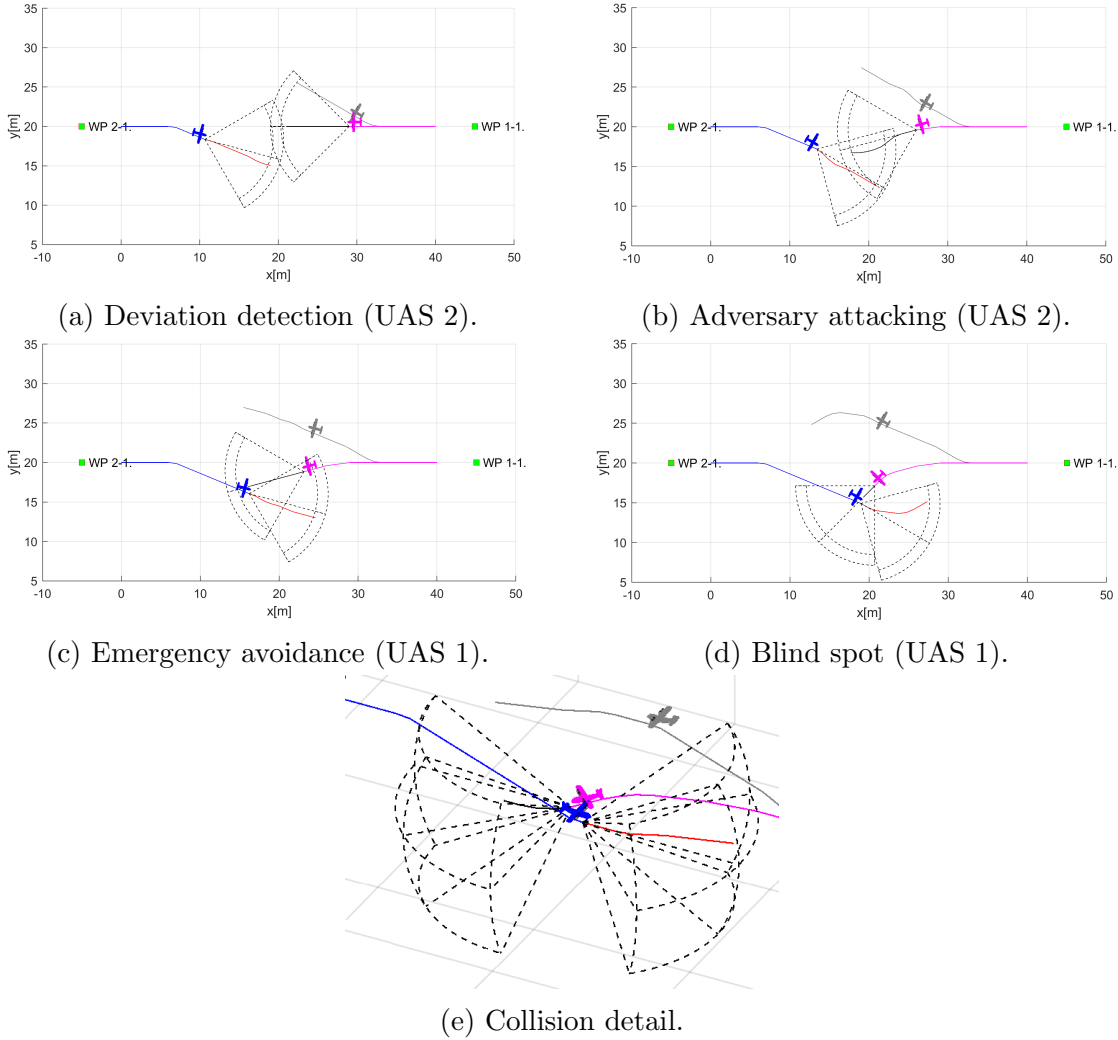 35
30
25
20
15
10
5
y[m]
WP 2-1.
WP 1-1.
-10 0 10 20 30 40 50
x[m]
(a) Deviation detection (UAS 2).
35
30
25
20
15
10
5
y[m]
WP 2-1.
WP 1-1.
-10 0 10 20 30 40 50
x[m]
(b) Adversary attacking (UAS 2).
35
30
25
20
15
10
5
y[m]
WP 2-1.
WP 1-1.
-10 0 10 20 30 40 50
x[m]
(c) Emergency avoidance (UAS 1).
35
30
25
20
15
10
5
y[m]
WP 2-1.
WP 1-1.
-10 0 10 20 30 40 50
x[m]
(d) Blind spot (UAS 1).
(e) Collision detail.